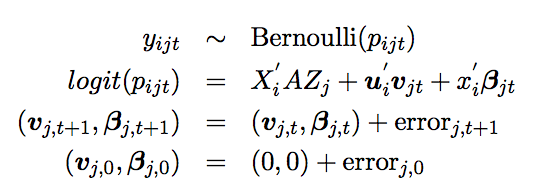 y_{ijt} ∼ Bernoulli(p_{ijt})
logit(p_{ijt}) = X_i^{'} A Z_j + u_i^{'} v_{jt} + x_i^{'} β_{jt}
(v_{j,t+1}, β_{j,t+1}) = (v_{j,t}, β_{j,t}) + error_{j,t+1}
(v_{j,0}, β_{j,0}) = (0, 0) + error_{j,0}